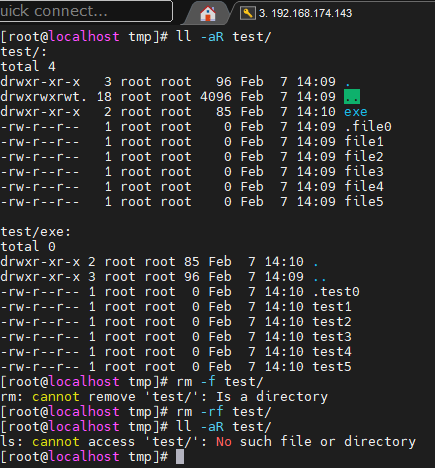 uick connect...
3. 192.168.174.143
[root@localhost tmp]# ll -aR test/
test/:
total 4
drwxr-xr-x   3 root root   96 Feb  7 14:09 .
drwxrwxrwt. 18 root root 4096 Feb  7 14:09 ..
drwxr-xr-x   2 root root   85 Feb  7 14:10 exe
-rw-r--r--   1 root root    0 Feb  7 14:09 .file0
-rw-r--r--   1 root root    0 Feb  7 14:09 file1
-rw-r--r--   1 root root    0 Feb  7 14:09 file2
-rw-r--r--   1 root root    0 Feb  7 14:09 file3
-rw-r--r--   1 root root    0 Feb  7 14:09 file4
-rw-r--r--   1 root root    0 Feb  7 14:09 file5
test/exe:
total 0
drwxr-xr-x 2 root root 85 Feb  7 14:10 .
drwxr-xr-x 3 root root 96 Feb  7 14:09 ..
-rw-r--r-- 1 root root  0 Feb  7 14:10 .test0
-rw-r--r-- 1 root root  0 Feb  7 14:10 test1
-rw-r--r-- 1 root root  0 Feb  7 14:10 test2
-rw-r--r-- 1 root root  0 Feb  7 14:10 test3
-rw-r--r-- 1 root root  0 Feb  7 14:10 test4
-rw-r--r-- 1 root root  0 Feb  7 14:10 test5
[root@localhost tmp]# rm -f test/
rm: cannot remove 'test/': Is a directory
[root@localhost tmp]# rm -rf test/
[root@localhost tmp]# ll -aR test/
ls: cannot access 'test/': No such file or directory
[root@localhost tmp]#